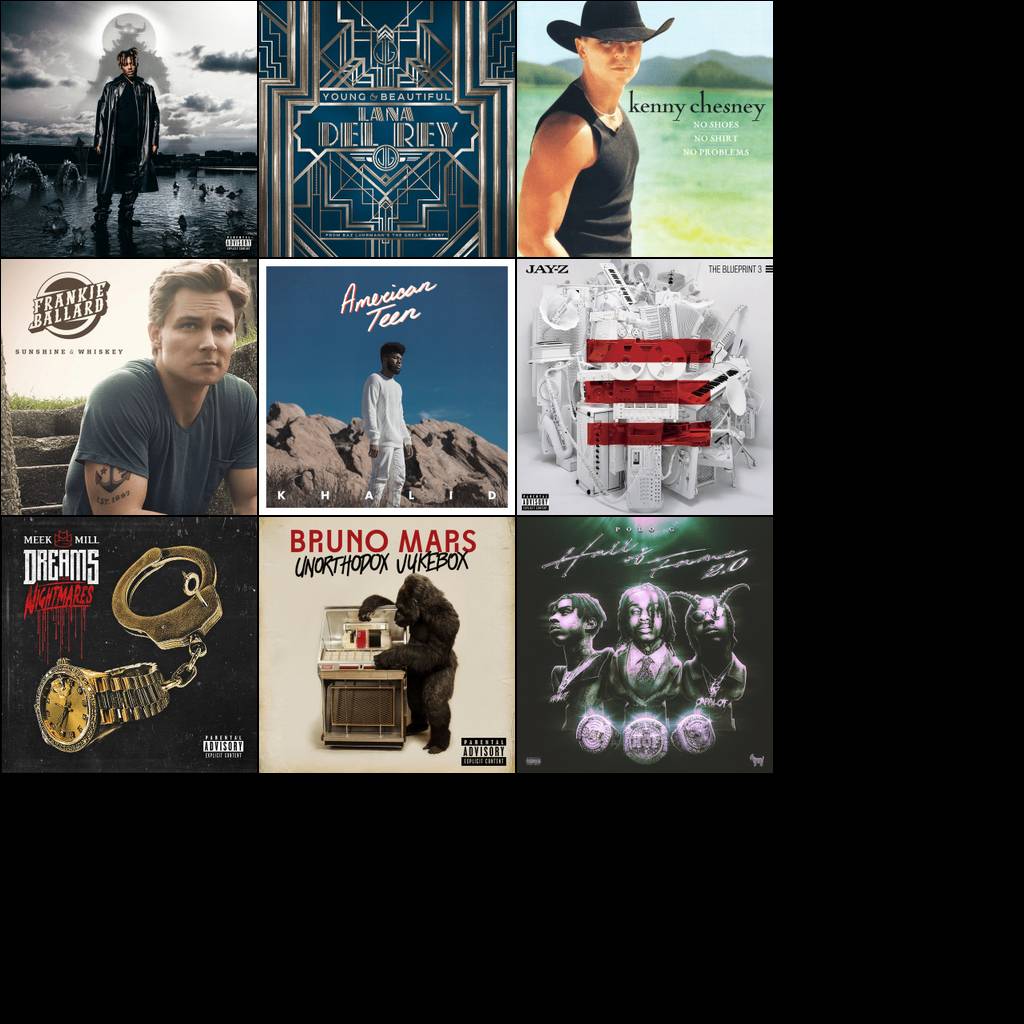 PARENTAL
ADVISORY
EXPLICIT CONTENT
YOUNG & BEAUTIFUL
LANA
DEL REY
FROM BAZ LUHRMANN'S THE GREAT GATSBY
kenny chesney
NO SHOES
NO SHIRT
NO PROBLEMS
FRANKIE
BALLARD
SUNSHINE & WHISKEY
EST. 1897
American
Teen
KHALID
JAY-Z
THE BLUEPRINT 3
PARENTAL
ADVISORY
EXPLICIT CONTENT
MEEK MILL
DREAMS
NIGHTMARES
PARENTAL
ADVISORY
EXPLICIT CONTENT
BRUNO MARS
UNORTHODOX JUKEBOX
PARENTAL
ADVISORY
EXPLICIT CONTENT
POLO G
Hall of Fame
2.0
CAPALOT